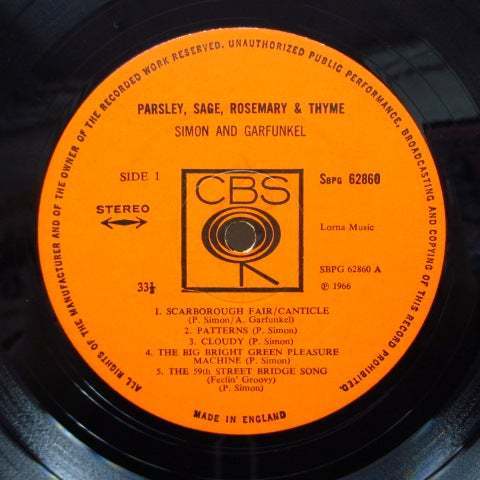 ALL RIGHTS OF THE MANUFACTURER AND OF THE OWNER OF THE RECORDED WORK RESERVED. UNAUTHORIZED PUBLIC PERFORMANCE, BROADCASTING AND COPYING OF THIS RECORD PROHIBITED.
PARSLEY, SAGE, ROSEMARY & THYME
SIMON AND GARFUNKEL
SIDE 1
CBS
SBPG 62860
STEREO
Lorna Music
SBPG 62860 A
33⅓
℗ 1966
1. SCARBOROUGH FAIR/CANTICLE
(P. Simon/A. Garfunkel)
2. PATTERNS (P. Simon)
3. CLOUDY (P. Simon)
4. THE BIG BRIGHT GREEN PLEASURE
MACHINE (P. Simon)
5. THE 59th STREET BRIDGE SONG
(Feelin' Groovy)
(P. Simon)
MADE IN ENGLAND